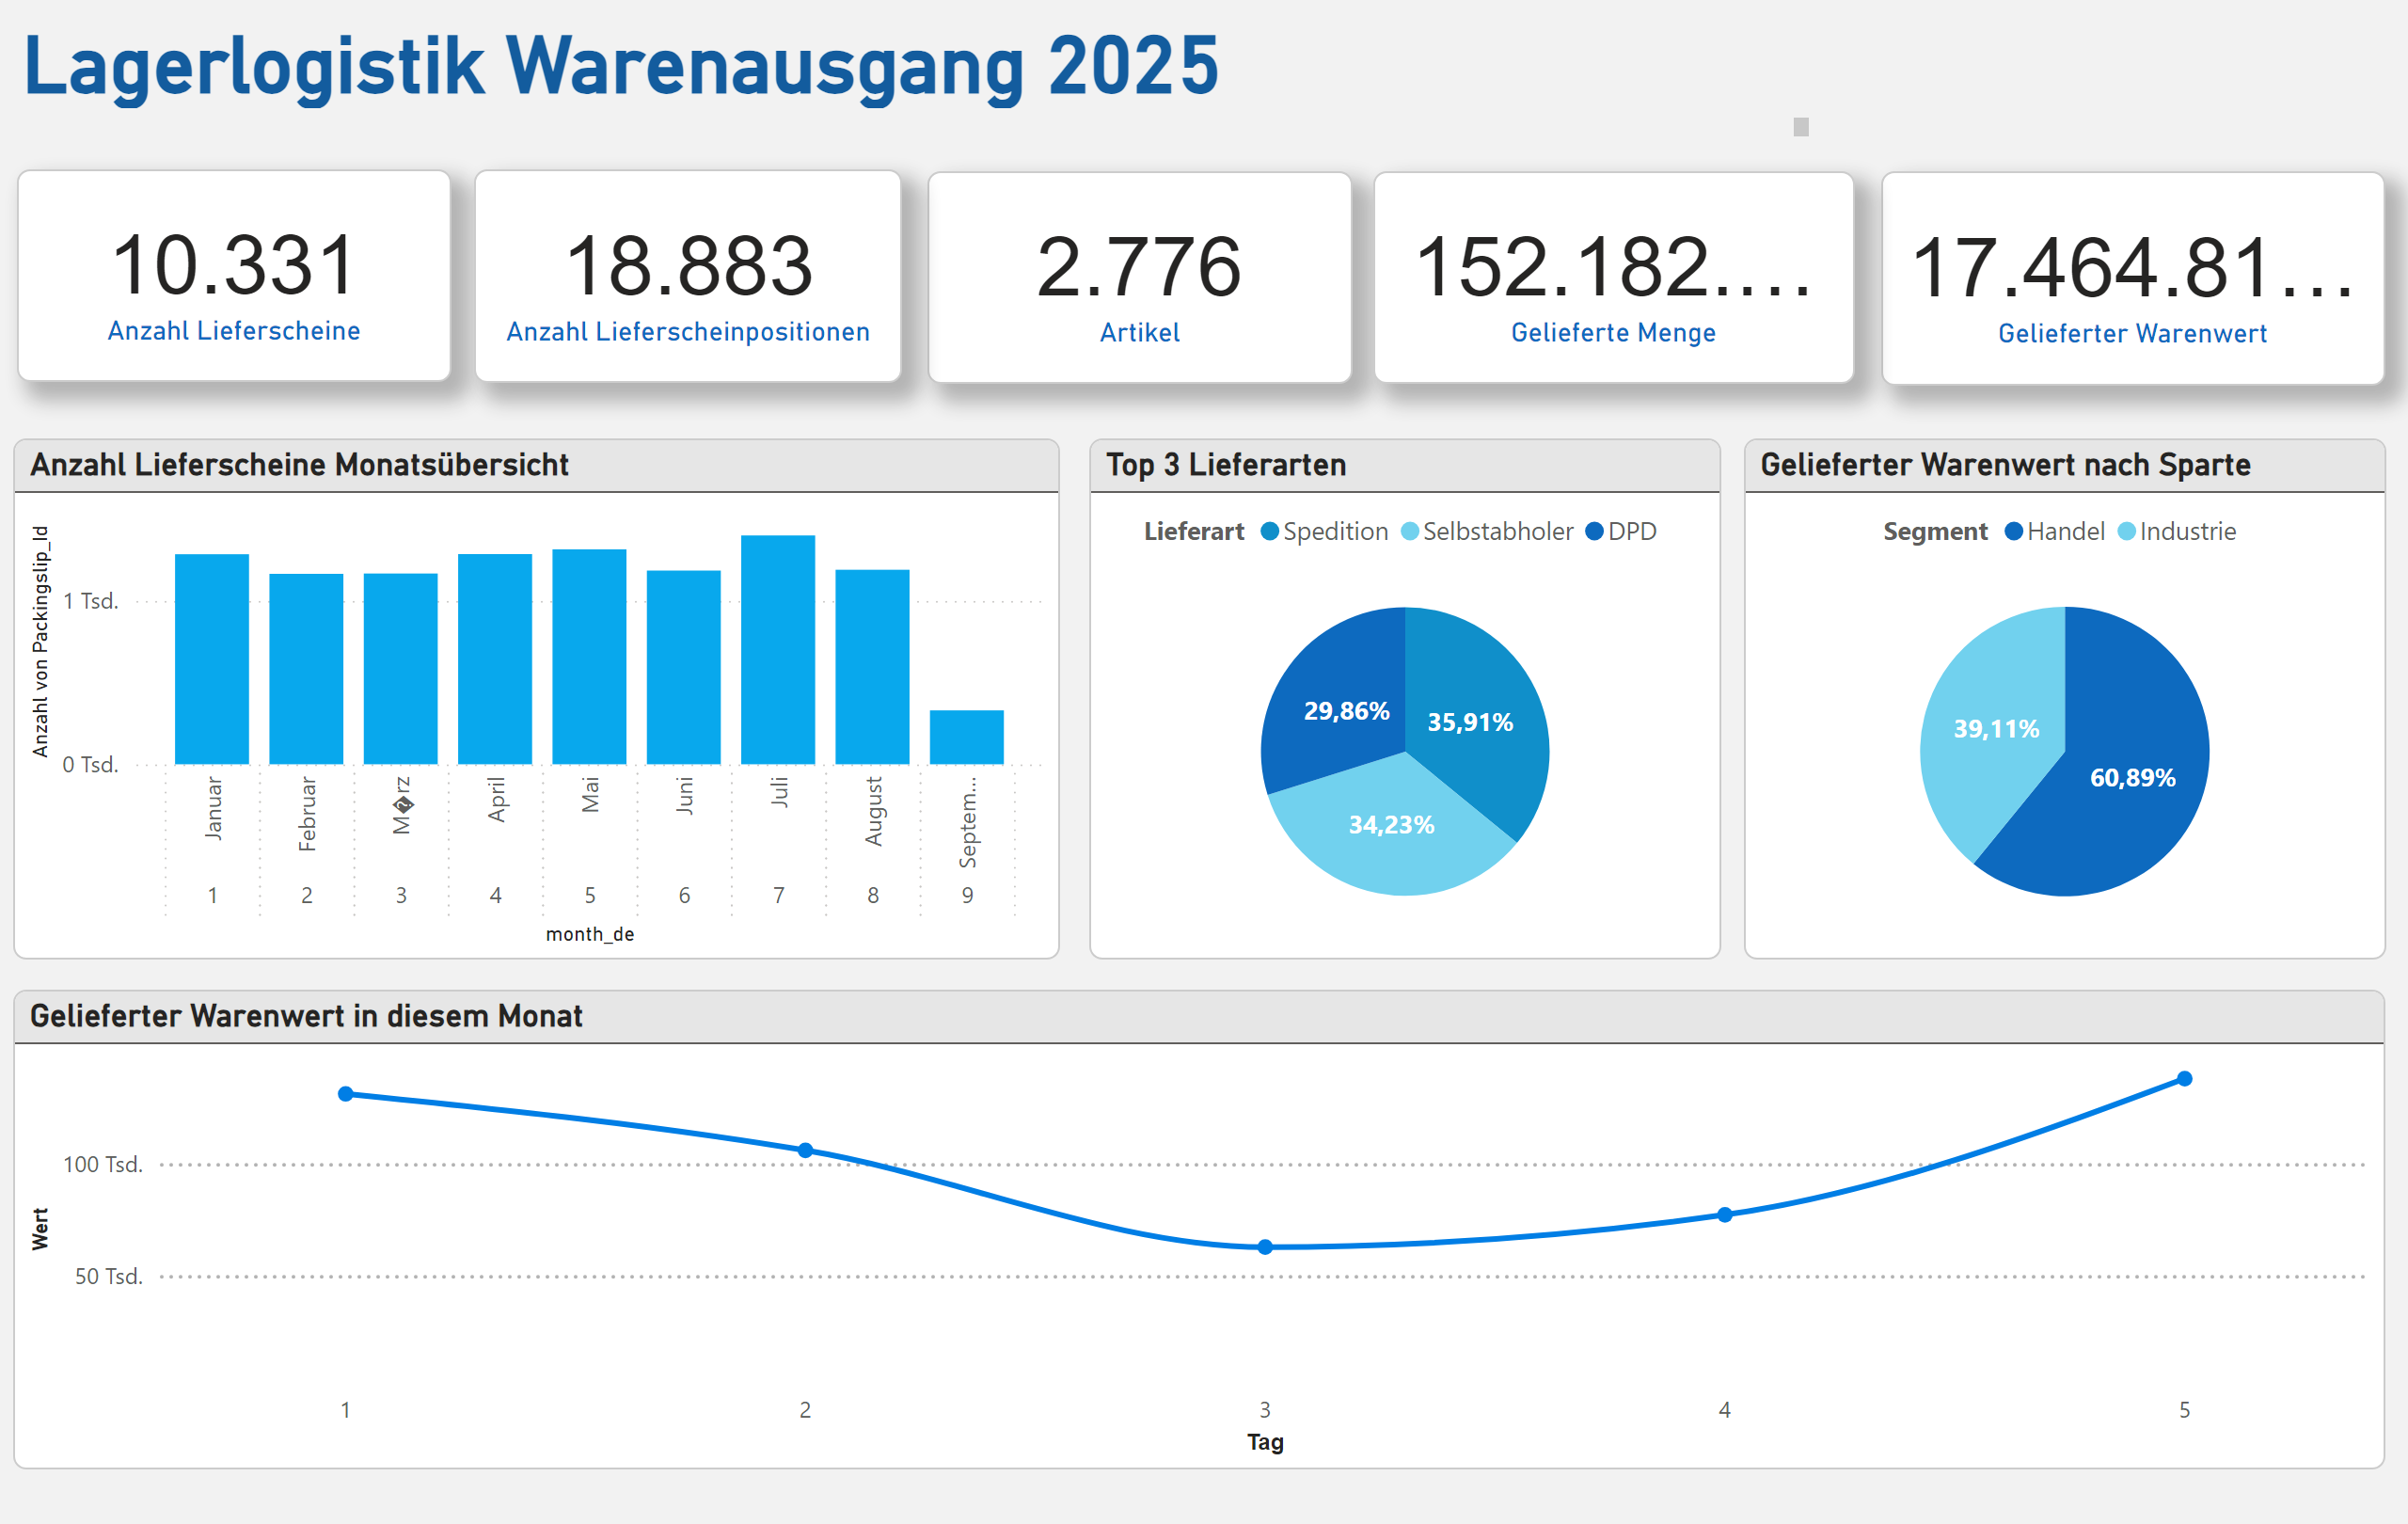 Lagerlogistik Warenausgang 2025
10.331
Anzahl Lieferscheine
18.883
Anzahl Lieferscheinpositionen
2.776
Artikel
152.182....
Gelieferte Menge
17.464.81...
Gelieferter Warenwert
Anzahl Lieferscheine Monatsübersicht
Anzahl von Packingslip_Id
1 Tsd.
0 Tsd.
Januar
Februar
M�rz
April
Mai
Juni
Juli
August
Septem...
1 2 3 4 5 6 7 8 9
month_de
Top 3 Lieferarten
Lieferart Spedition Selbstabholer DPD
29,86%
35,91%
34,23%
Gelieferter Warenwert nach Sparte
Segment Handel Industrie
39,11%
60,89%
Gelieferter Warenwert in diesem Monat
Wert
100 Tsd.
50 Tsd.
1 2 3 4 5
Tag